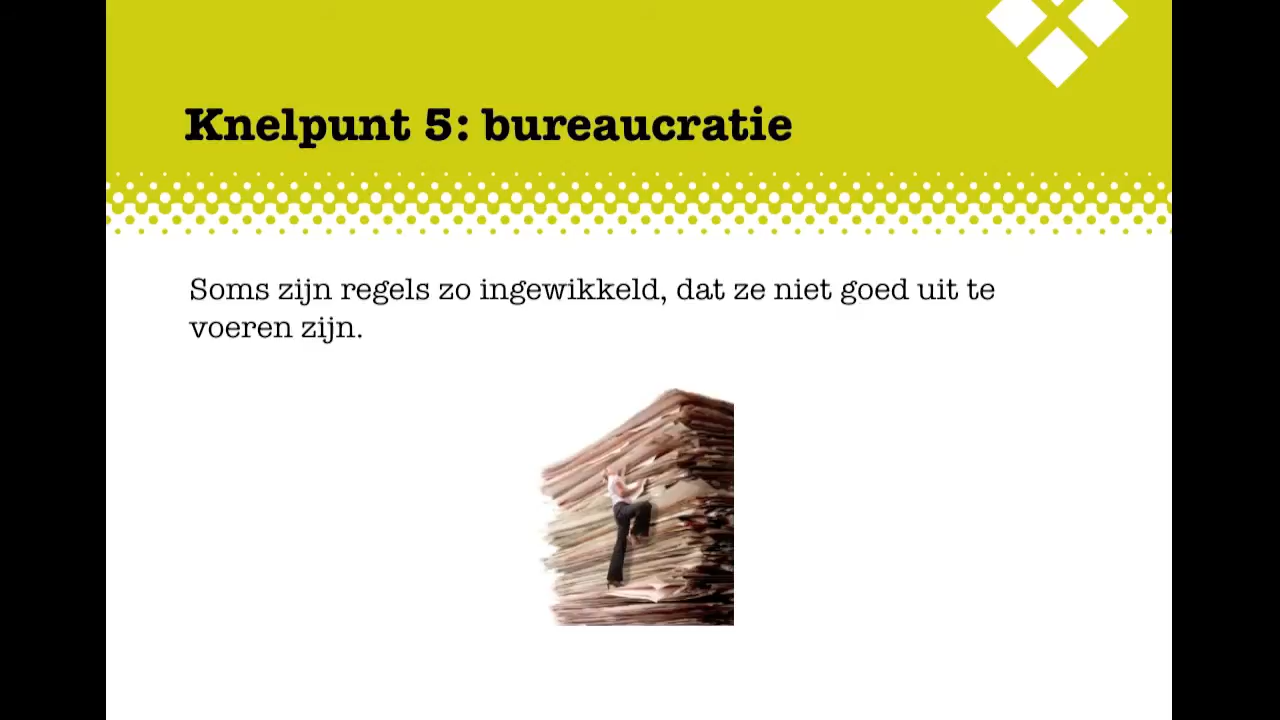 Knelpunt 5: bureaucratie
Soms zijn regels zo ingewikkeld, dat ze niet goed uit te
voeren zijn.